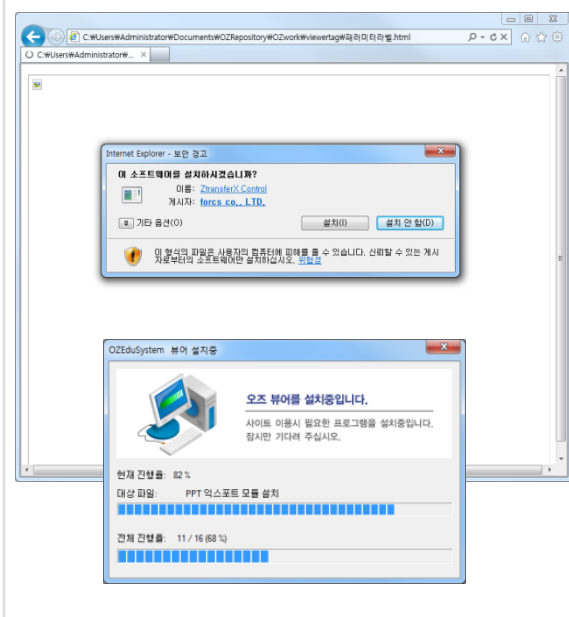 C:₩Users₩Administrator₩Documents₩OZRepository₩OZwork₩viewertag₩패러미터라벨.html
C:₩Users₩Administrator₩...
Internet Explorer - 보안 경고
이 소프트웨어를 설치하시겠습니까?
이름: ZtransferX Control
게시자: forcs co., LTD.
기타 옵션(O)
설치(I)
설치 안 함(D)
이 형식의 파일은 사용자의 컴퓨터에 피해를 줄 수 있습니다. 신뢰할 수 있는 게시
자로부터의 소프트웨어만 설치하십시오. 위험성
OZEduSystem 뷰어 설치중
오즈 뷰어를 설치중입니다.
사이트 이용시 필요한 프로그램을 설치중입니다.
잠시만 기다려 주십시오.
현재 진행율: 82 %
대상 파일: PPT 익스포트 모듈 설치
전체 진행율: 11 / 16 (68 %)